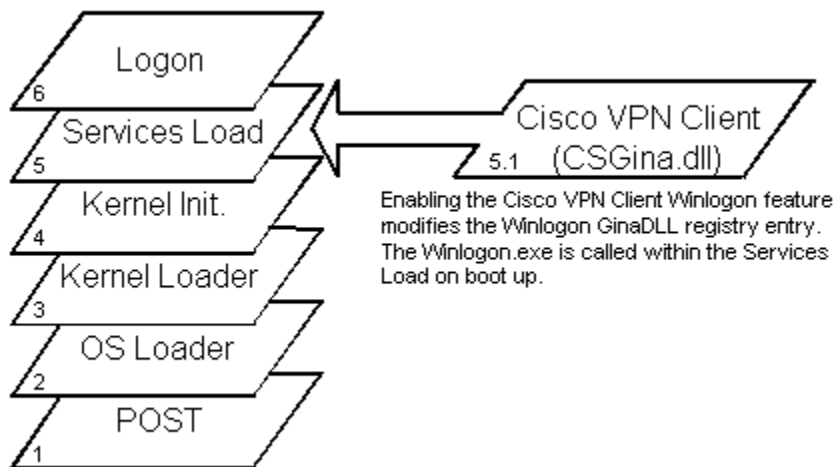 Logon
6
Services Load
5
Kernel Init.
4
Kernel Loader
3
OS Loader
2
POST
1
Cisco VPN Client
5.1 (CSGina.dll)
Enabling the Cisco VPN Client Winlogon feature
modifies the Winlogon GinaDLL registry entry.
The Winlogon.exe is called within the Services
Load on boot up.